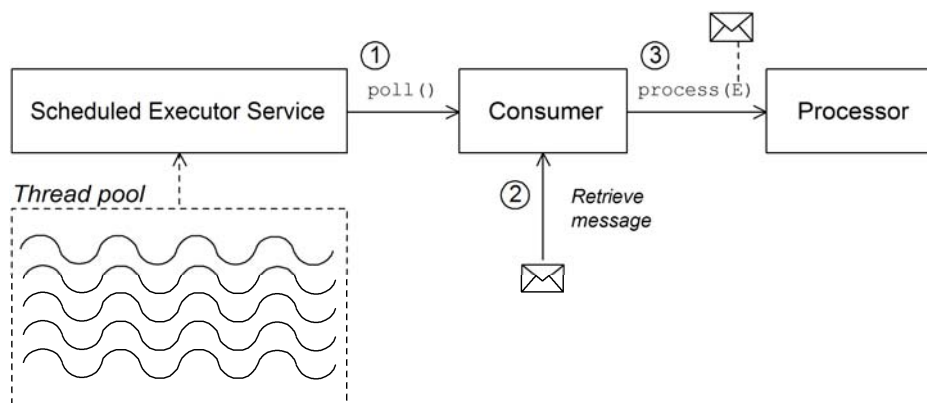 ①
③
poll()
process(E)
Scheduled Executor Service
Consumer
Processor
Thread pool
②
Retrieve
message